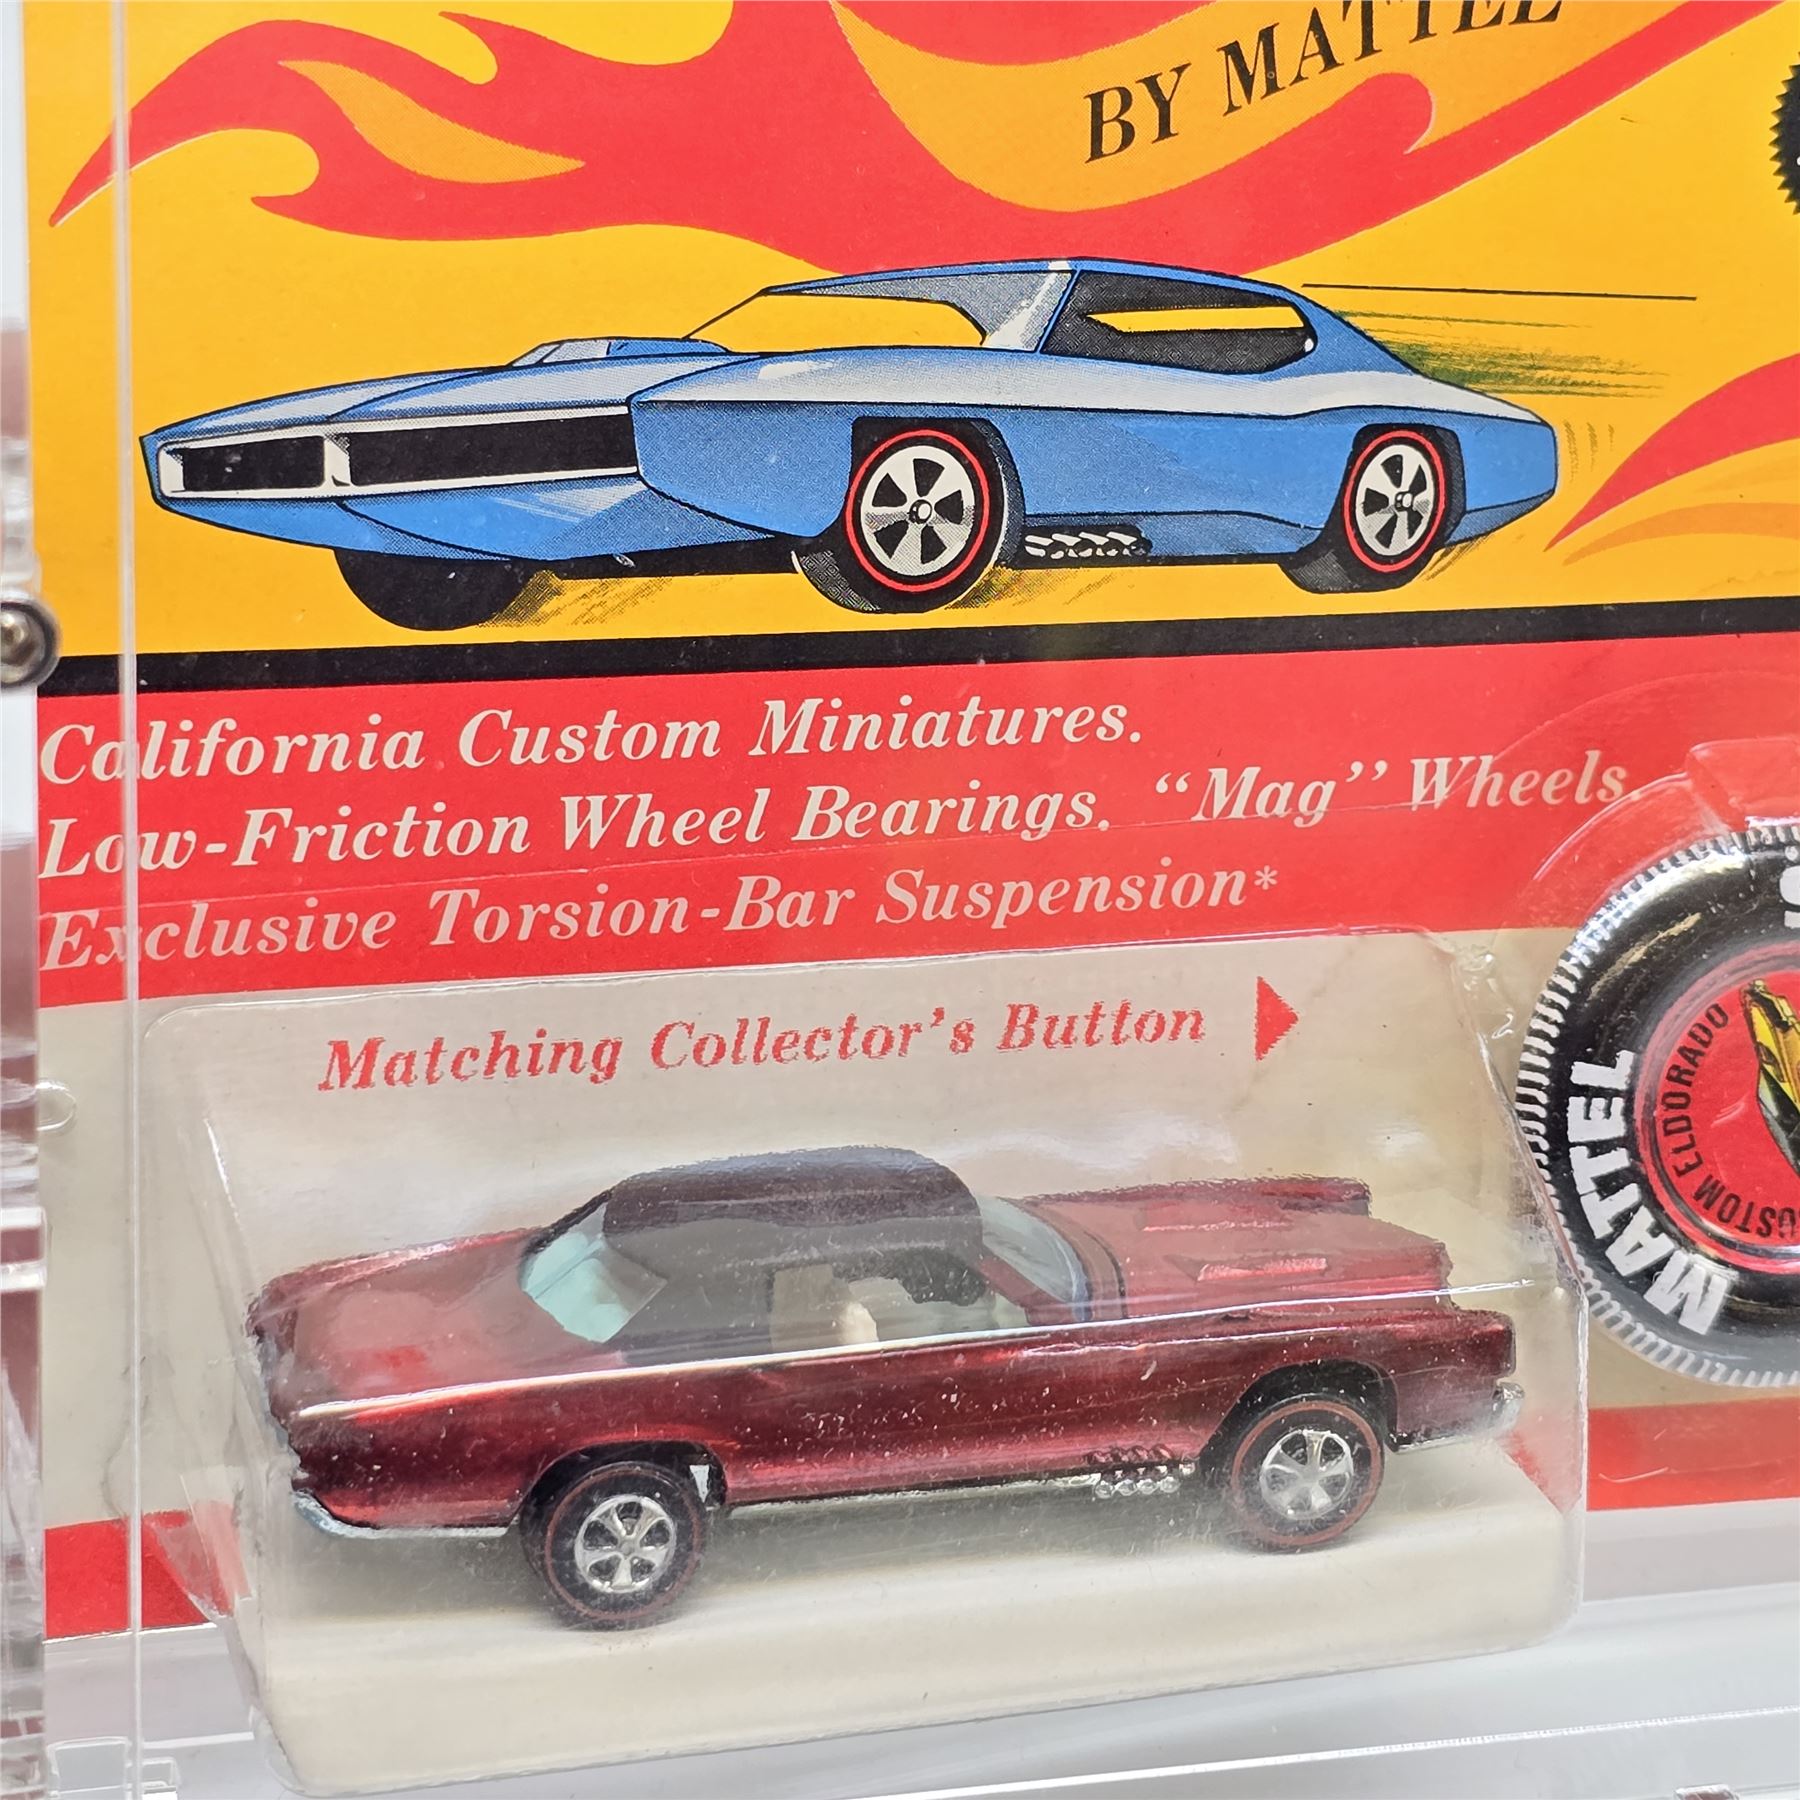 BY MATTEL
California Custom Miniatures.
Low-Friction Wheel Bearings. “Mag” Wheels.
Exclusive Torsion-Bar Suspension*
Matching Collector’s Button
MATTEL
CUSTOM ELDORADO